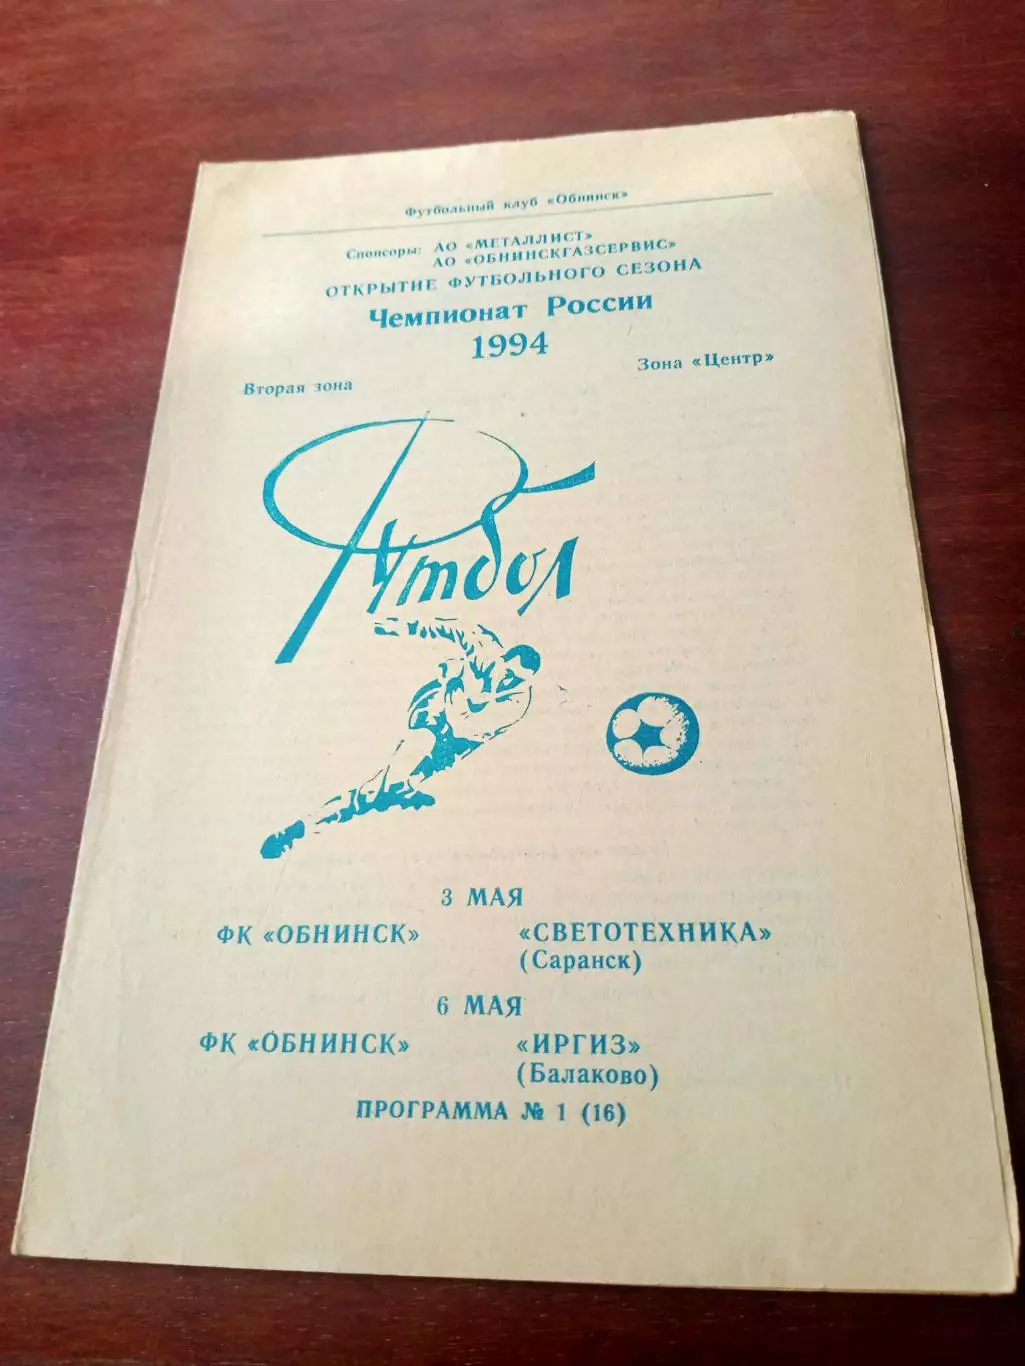 Футбольный клуб «Обнинск»
Спонсоры: АО «МЕТАЛЛИСТ»
АО «ОБНИНСКГАЗСЕРВИС»
ОТКРЫТИЕ ФУТБОЛЬНОГО СЕЗОНА
Чемпионат России
1994
Вторая зона
Зона «Центр»
Футбол
3 МАЯ
ФК «ОБНИНСК» «СВЕТОТЕХНИКА»
(Саранск)
6 МАЯ
ФК «ОБНИНСК» «ИРГИЗ»
(Балаково)
ПРОГРАММА № 1 (16)